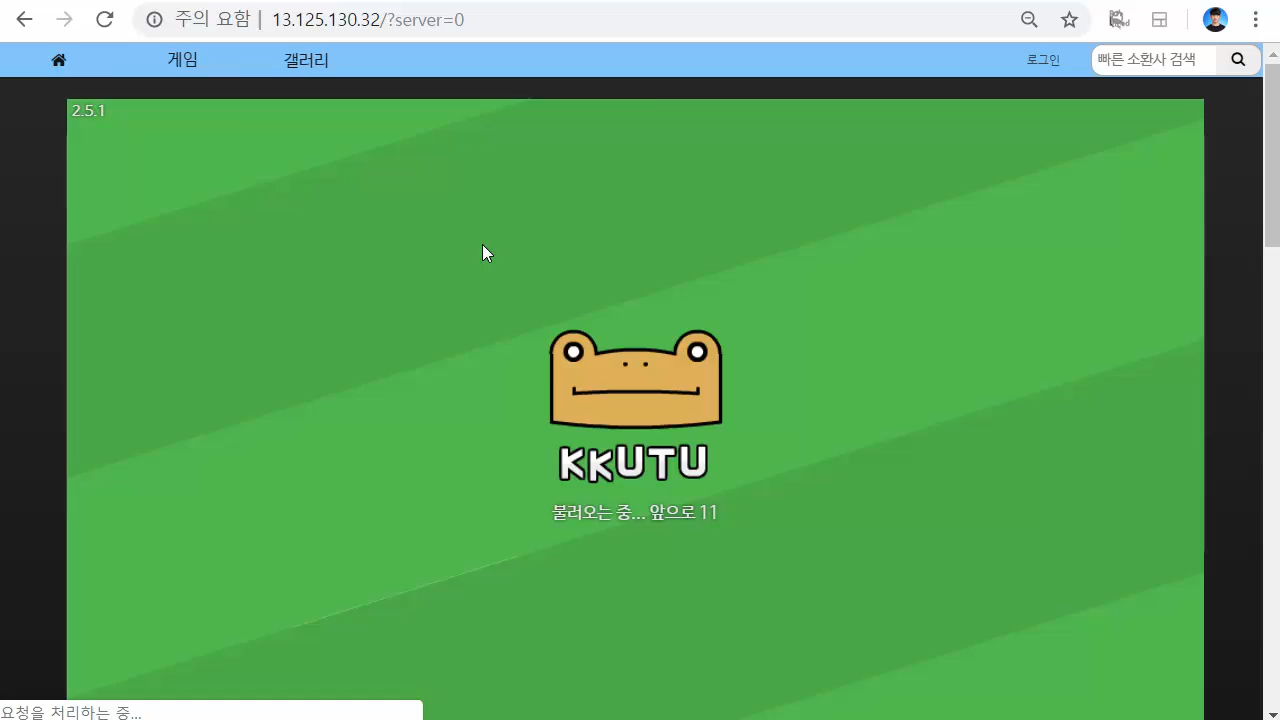 주의 요함 | 13.125.130.32/?server=0
게임 갤러리 로그인 빠른 소환사 검색
2.5.1
KKUTU
불러오는 중... 앞으로 11
요청을 처리하는 중...